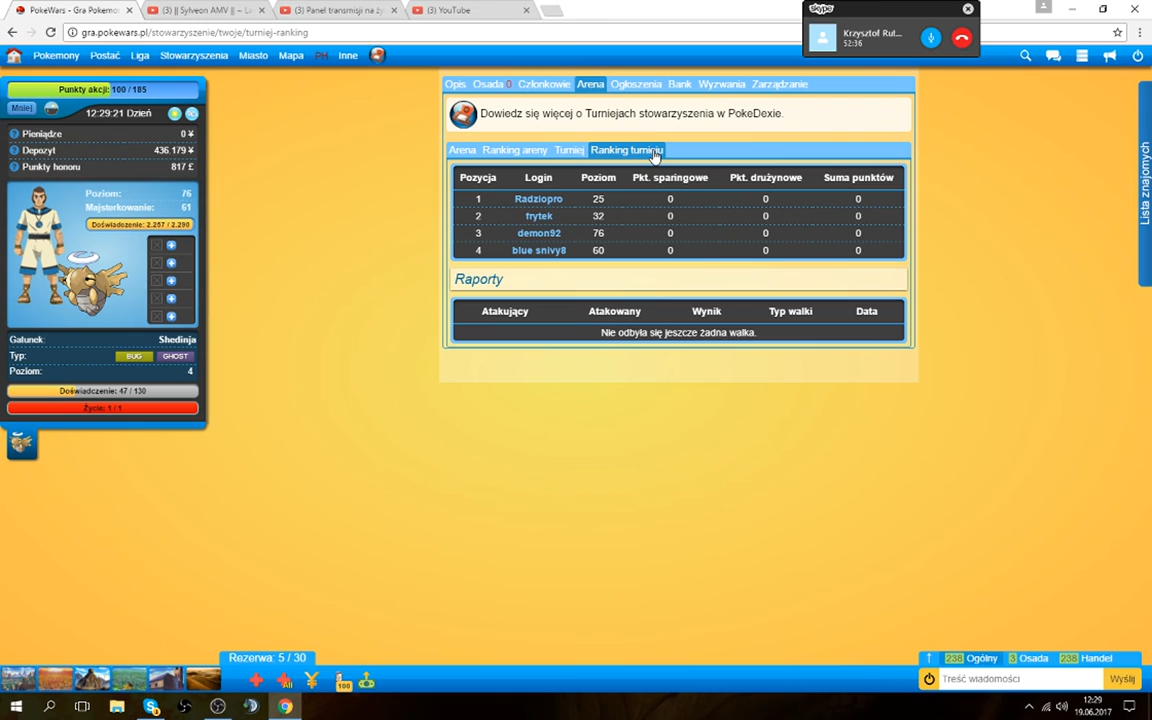 PokeWars - Gra Pokemo
(3) || Sylveon AMV || ~ La
(3) Panel transmisji na ży
(3) YouTube
gra.pokewars.pl/stowarzyszenie/twoje/turniej-ranking
skype
Krzysztof Rut...
52:36
Pokemony Postać Liga Stowarzyszenia Miasto Mapa PH Inne
Punkty akcji: 100 / 185
Mniej
12:29:21 Dzień
Pieniądze 0 ¥
Depozyt 436 179 ¥
Punkty honoru 817 £
Poziom: 76
Majsterkowanie: 61
Doświadczenie: 2.257 / 2.290
Gatunek: Shedinja
Typ: BUG GHOST
Poziom: 4
Doświadczenie: 47 / 130
Życie: 1 / 1
Opis Osada 0 Członkowie Arena Ogłoszenia Bank Wyzwania Zarządzanie
Dowiedz się więcej o Turniejach stowarzyszenia w PokeDexie.
Arena Ranking areny Turniej Ranking turnieju
Pozycja Login Poziom Pkt. sparingowe Pkt. drużynowe Suma punktów
1 Radziopro 25 0 0 0
2 frytek 32 0 0 0
3 demon92 76 0 0 0
4 blue snivy8 60 0 0 0
Raporty
Atakujący Atakowany Wynik Typ walki Data
Nie odbyła się jeszcze żadna walka.
Lista znajomych
Rezerwa: 5 / 30
All
100
238 Ogólny 3 Osada 238 Handel
Treść wiadomości
Wyślij
12:29
19.06.2017